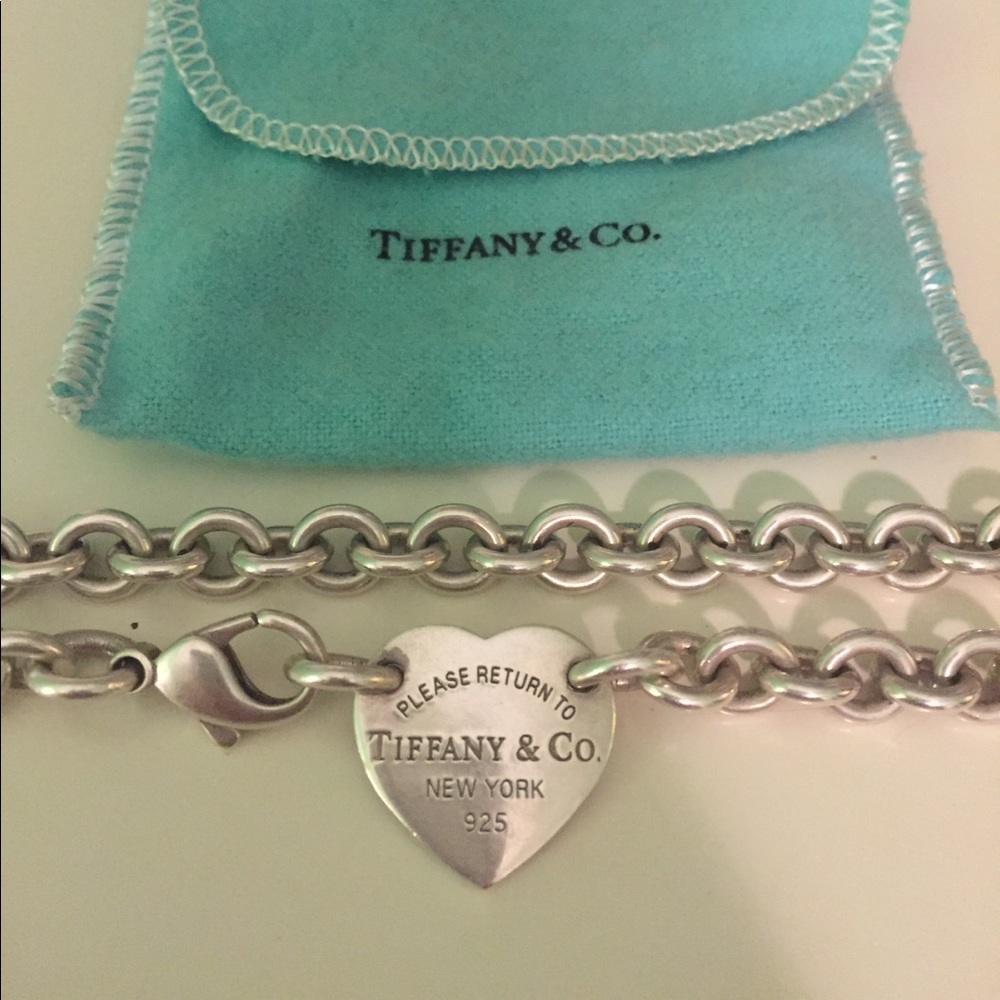 TIFFANY & CO.
PLEASE RETURN TO
TIFFANY & CO.
NEW YORK
925